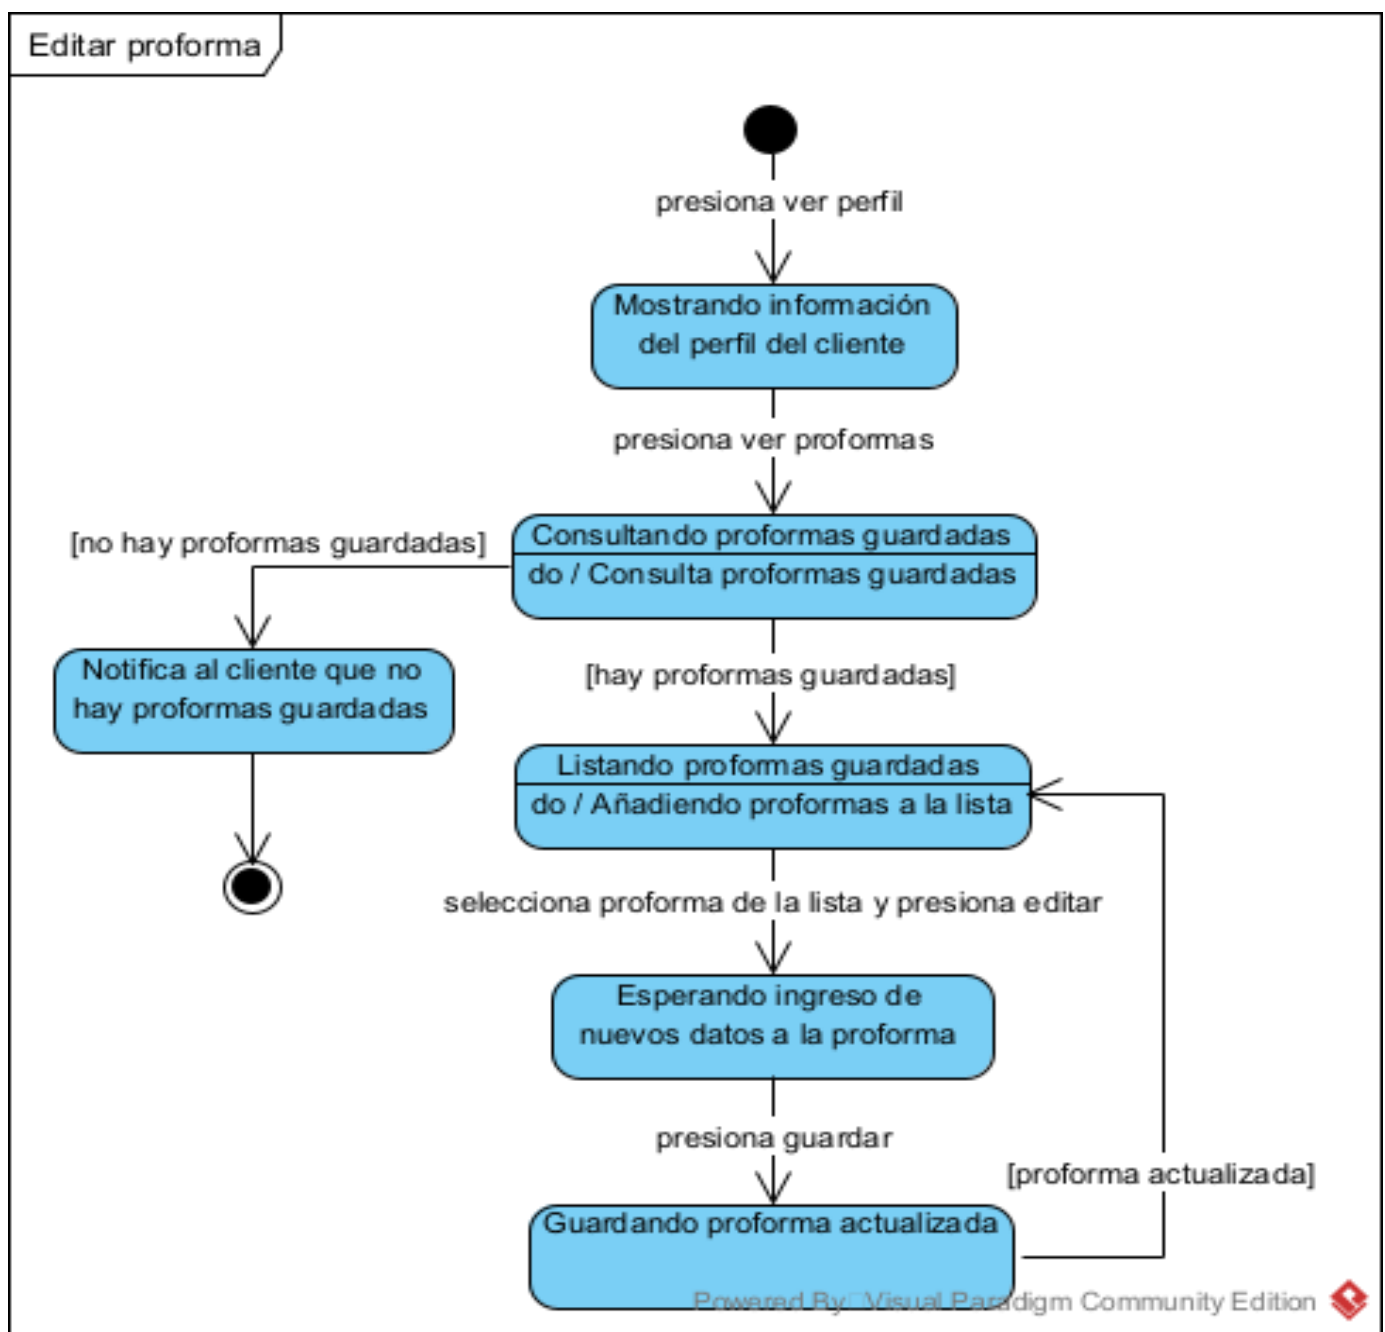 Editar proforma
presiona ver perfil
Mostrando información
del perfil del cliente
presiona ver proformas
[no hay proformas guardadas]
Consultando proformas guardadas
do / Consulta proformas guardadas
Notifica al cliente que no
hay proformas guardadas
[hay proformas guardadas]
Listando proformas guardadas
do / Añadiendo proformas a la lista
selecciona proforma de la lista y presiona editar
Esperando ingreso de
nuevos datos a la proforma
presiona guardar
[proforma actualizada]
Guardando proforma actualizada
Powered By Visual Paradigm Community Edition